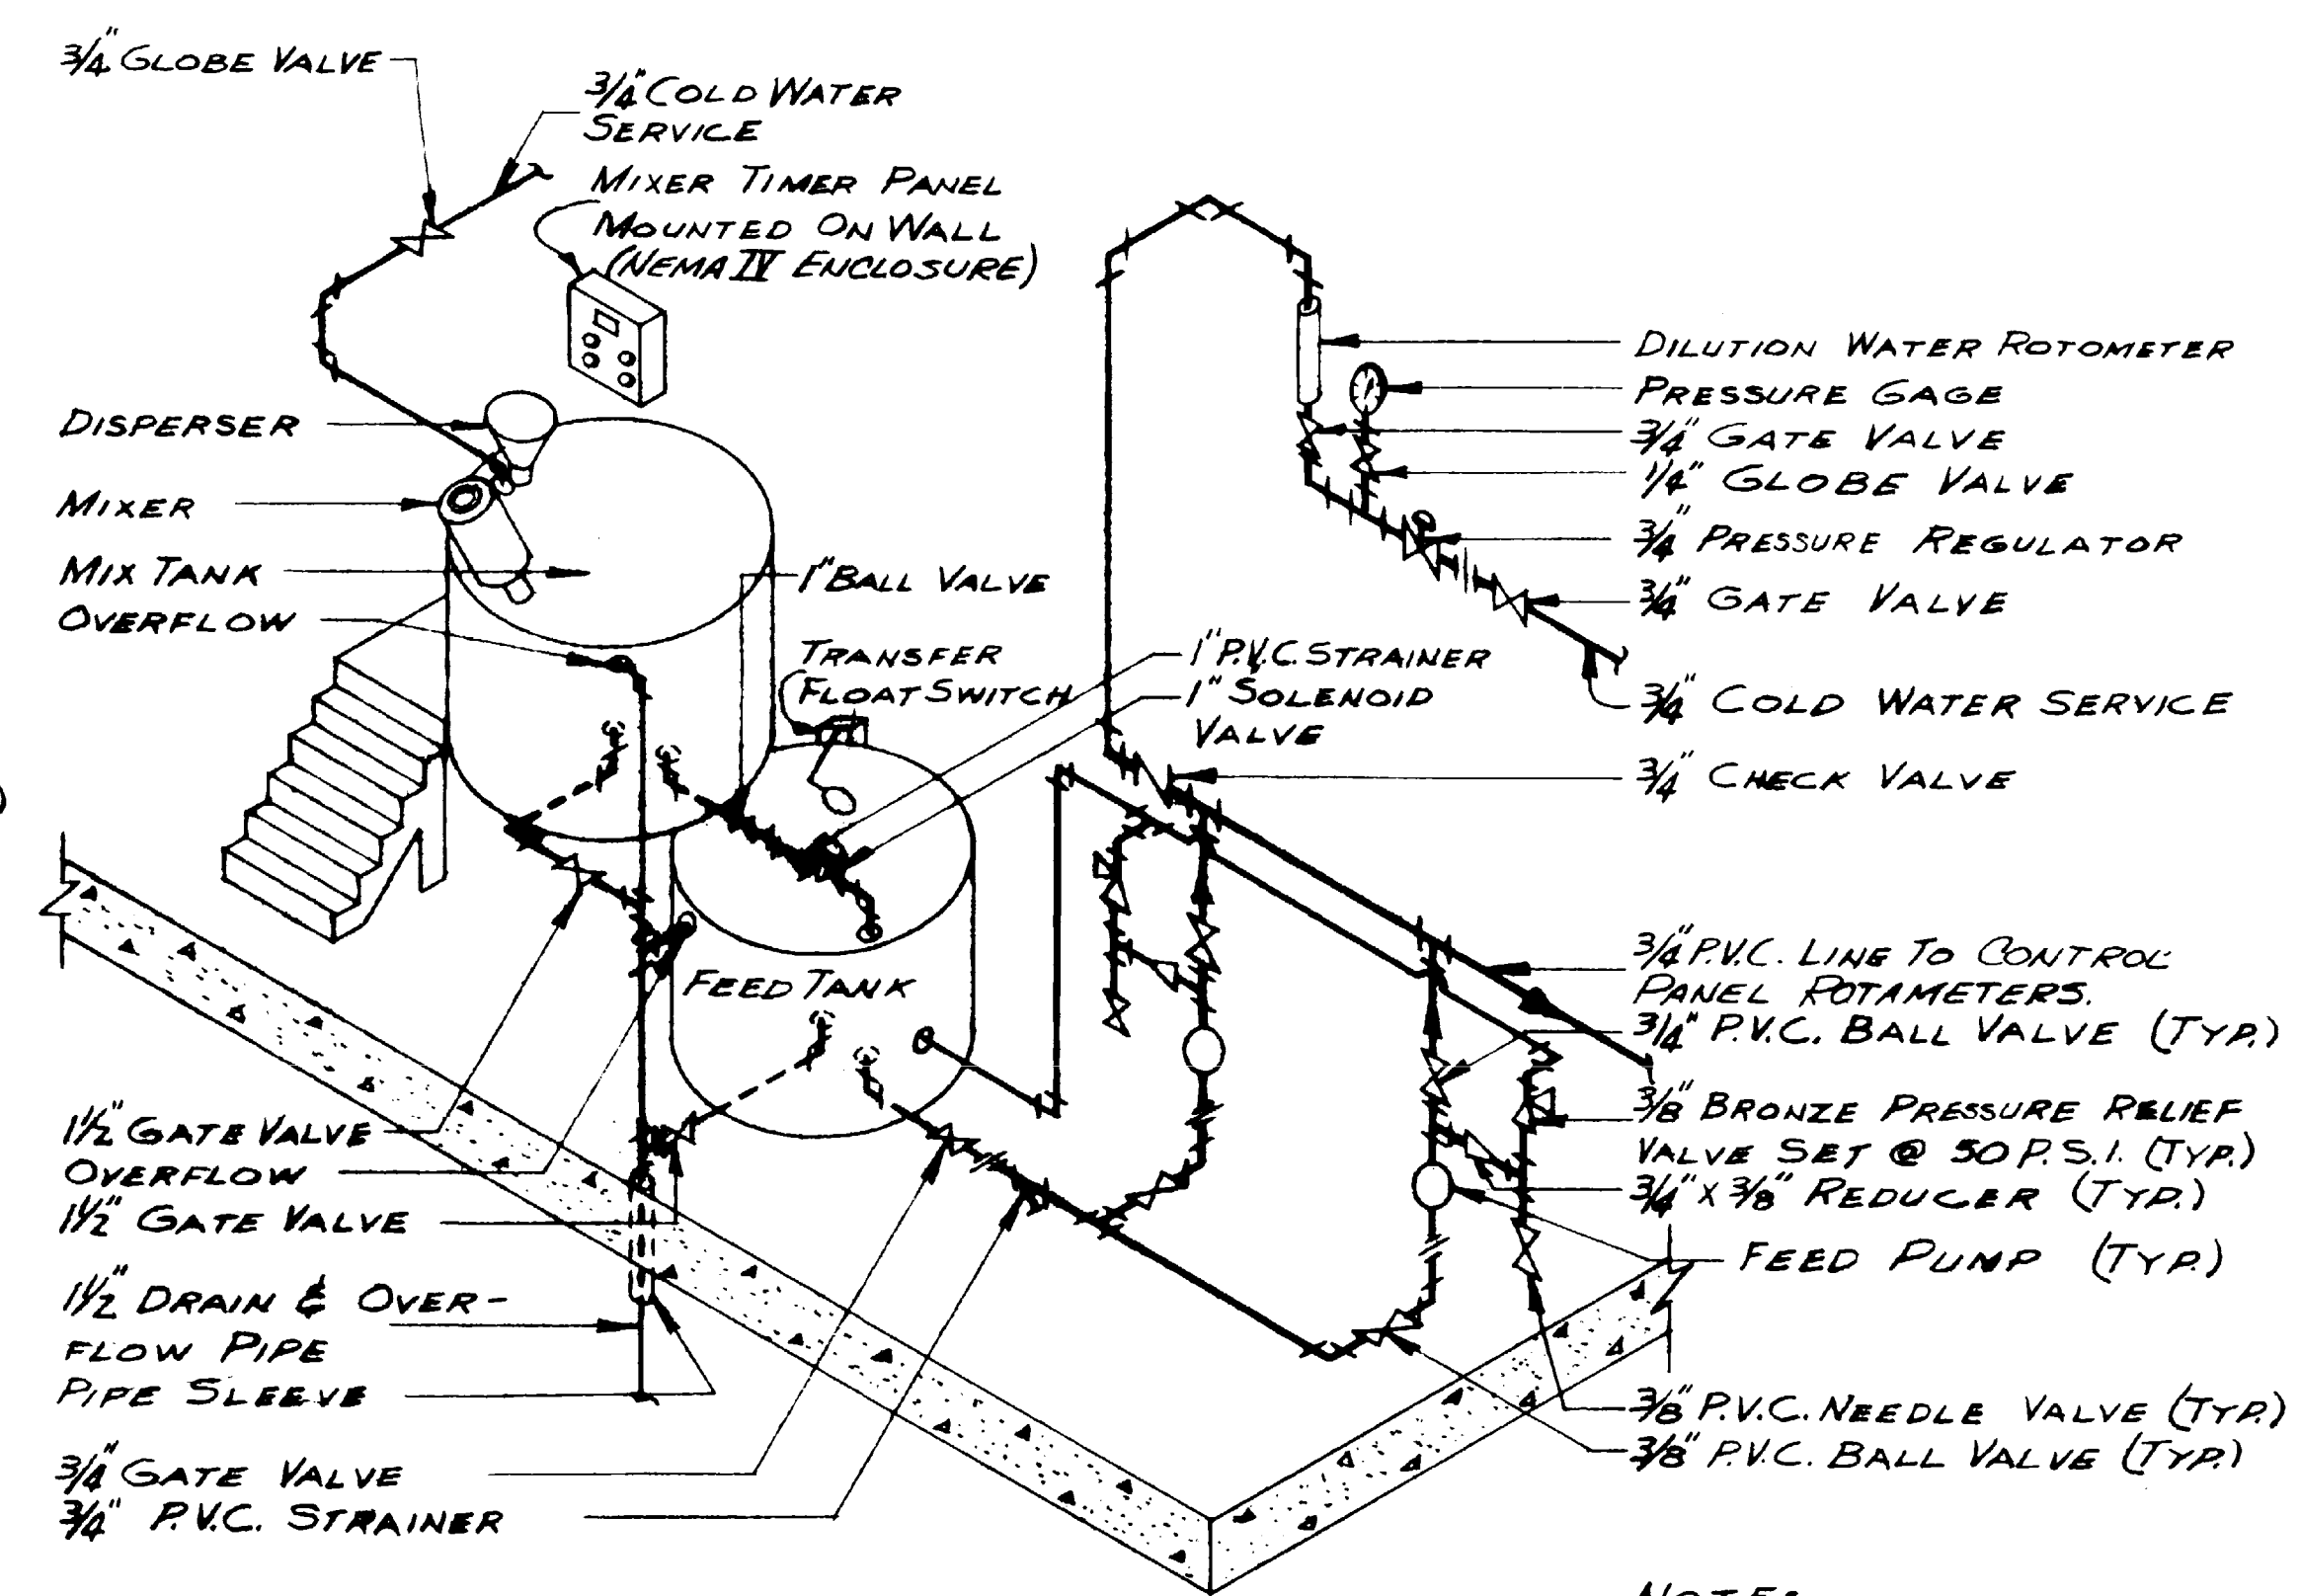 3/4" GLOBE VALVE
3/4" COLD WATER
SERVICE
MIXER TIMER PANEL
MOUNTED ON WALL
(NEMA IV ENCLOSURE)
DISPERSER
MIXER
MIX TANK
OVERFLOW
1" BALL VALVE
TRANSFER
FLOAT SWITCH
1" P.V.C. STRAINER
1" SOLENOID
VALVE
DILUTION WATER ROTOMETER
PRESSURE GAGE
3/4" GATE VALVE
1/4" GLOBE VALVE
3/4" PRESSURE REGULATOR
3/4" GATE VALVE
3/4" COLD WATER SERVICE
3/4" CHECK VALVE
FEED TANK
3/4" P.V.C. LINE TO CONTROL
PANEL ROTAMETERS.
3/4" P.V.C. BALL VALVE (TYP.)
3/8" BRONZE PRESSURE RELIEF
VALVE SET @ 50 P.S.I. (TYP.)
3/4" X 3/8" REDUCER (TYP.)
FEED PUMP (TYP.)
3/8" P.V.C. NEEDLE VALVE (TYP.)
3/8" P.V.C. BALL VALVE (TYP.)
1 1/2" GATE VALVE
OVERFLOW
1 1/2" GATE VALVE
1 1/2" DRAIN & OVER-
FLOW PIPE
PIPE SLEEVE
3/4" GATE VALVE
3/4" P.V.C. STRAINER